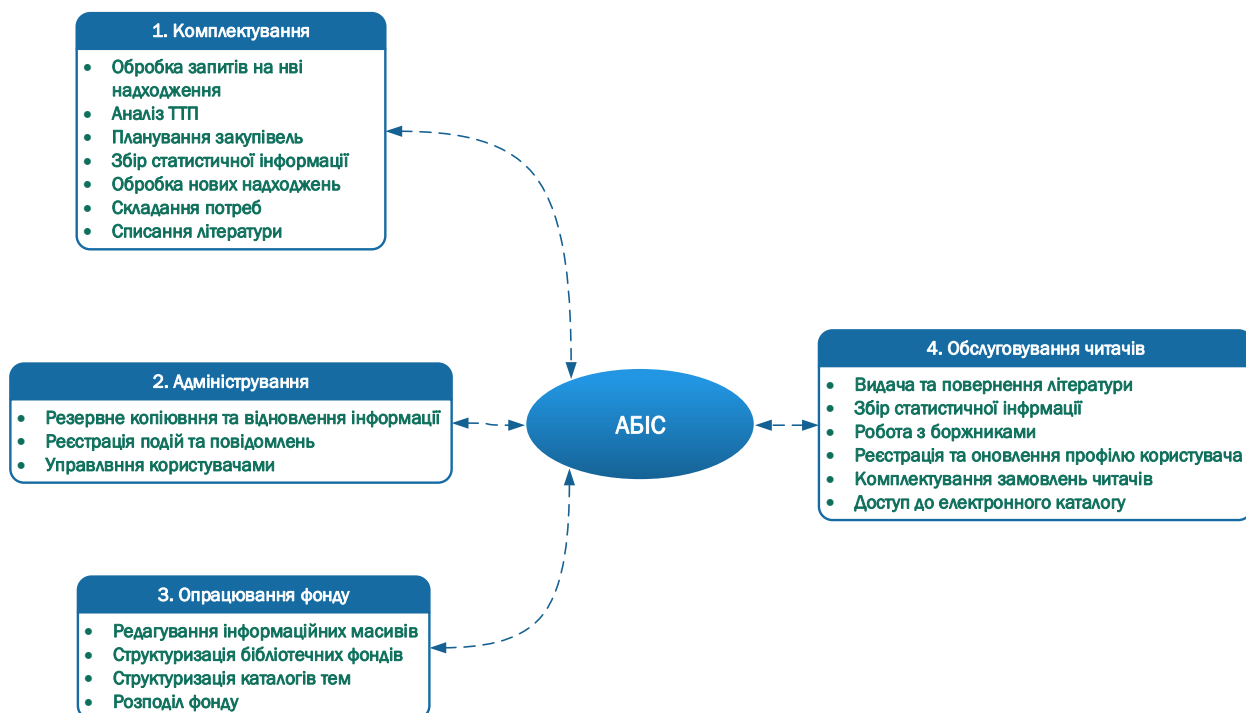 1. Комплектування
• Обробка запитів на нві
надходження
• Аналіз ТТП
• Планування закупівель
• Збір статистичної інформації
• Обробка нових надходжень
• Складання потреб
• Списання літератури
2. Адміністрування
• Резервне копіюввня та відновлення інформації
• Реєстрація подій та повідомлень
• Управлвння користувачами
АБІС
3. Опрацювання фонду
• Редагування інформаційних масивів
• Структуризація бібліотечних фондів
• Структуризація каталогів тем
• Розподіл фонду
4. Обслуговування читачів
• Видача та повернення літератури
• Збір статистичної інфрмації
• Робота з боржниками
• Реєстрація та оновлення профілю користувача
• Комплектування замовлень читачів
• Доступ до електронного каталогу